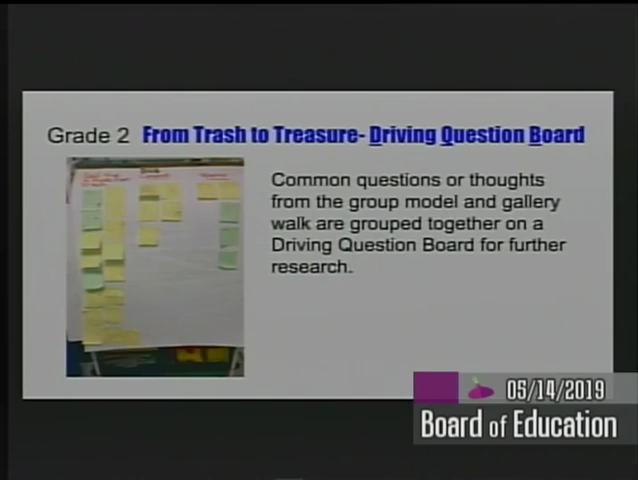 Grade 2 From Trash to Treasure- Driving Question Board
Common questions or thoughts
from the group model and gallery
walk are grouped together on a
Driving Question Board for further
research.
05/14/2019
Board of Education